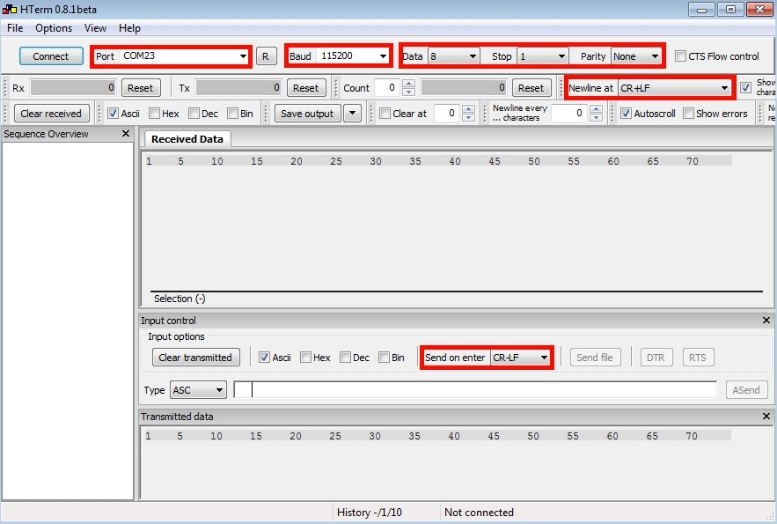 HTerm 0.8.1beta
File Options View Help
Connect Port COM23 R Baud 115200 Data 8 Stop 1 Parity None CTS Flow control
Rx 0 Reset Tx 0 Reset Count 0 0 Reset Newline at CR+LF Show
chara
Clear received Ascii Hex Dec Bin Save output Clear at 0 Newline every
... characters 0 Autoscroll Show errors
re
Sequence Overview X Received Data
1 5 10 15 20 25 30 35 40 45 50 55 60 65 70
Selection (-)
Input control X
Input options
Clear transmitted Ascii Hex Dec Bin Send on enter CR-LF Send file DTR RTS
Type ASC ASend
Transmitted data X
1 5 10 15 20 25 30 35 40 45 50 55 60 65 70
History -/1/10 Not connected